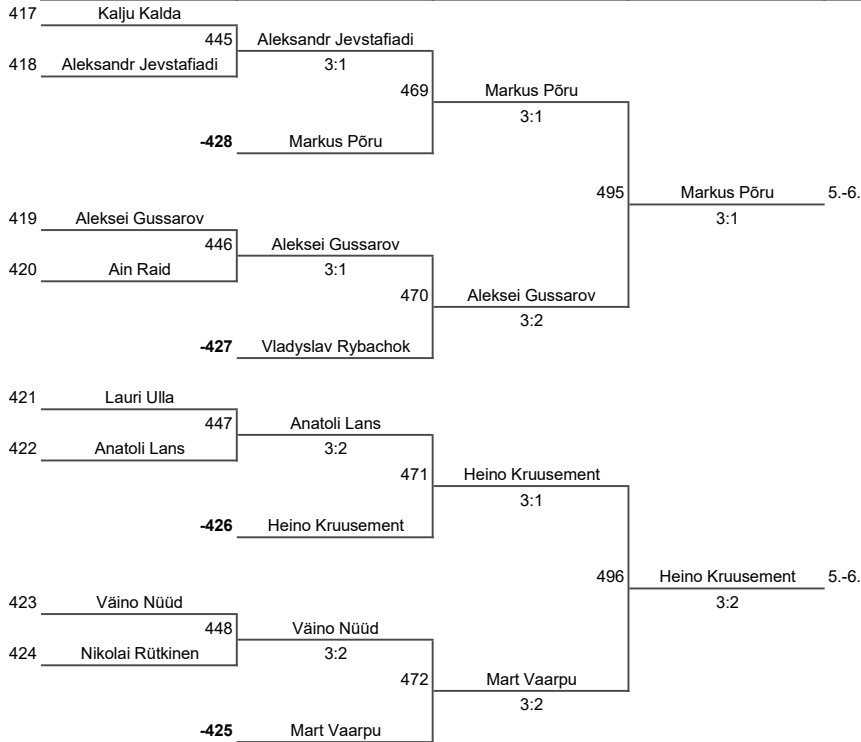 417 Kalju Kalda
445 Aleksandr Jevstafiadi
418 Aleksandr Jevstafiadi 3:1
469 Markus Põru
3:1
-428 Markus Põru
495 Markus Põru 5.-6.
3:1
419 Aleksei Gussarov
446 Aleksei Gussarov
420 Ain Raid 3:1
470 Aleksei Gussarov
3:2
-427 Vladyslav Rybachok
421 Lauri Ulla
447 Anatoli Lans
422 Anatoli Lans 3:2
471 Heino Kruusement
3:1
-426 Heino Kruusement
496 Heino Kruusement 5.-6.
3:2
423 Väino Nüüd
448 Väino Nüüd
424 Nikolai Rütkinen 3:2
472 Mart Vaarpu
3:2
-425 Mart Vaarpu